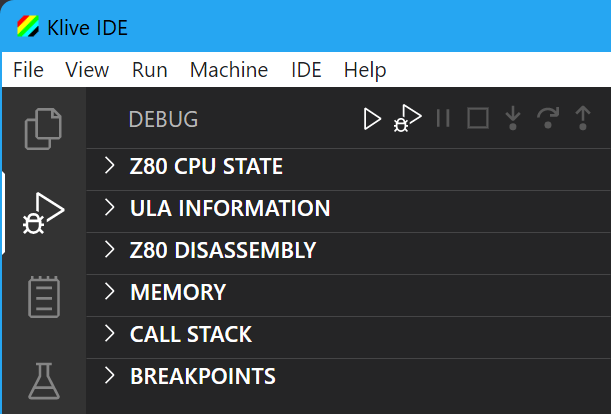 Klive IDE
File View Run Machine IDE Help
DEBUG
Z80 CPU STATE
ULA INFORMATION
Z80 DISASSEMBLY
MEMORY
CALL STACK
BREAKPOINTS